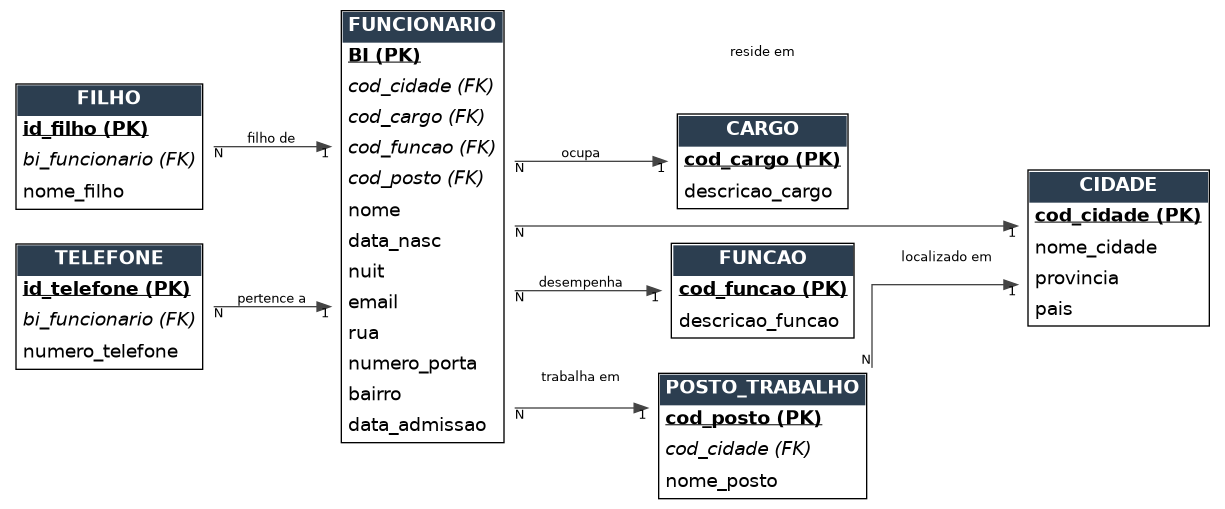 FILHO
id_filho (PK)
bi_funcionario (FK)
nome_filho
N
filho de
1
TELEFONE
id_telefone (PK)
bi_funcionario (FK)
numero_telefone
N
pertence a
1
FUNCIONARIO
BI (PK)
cod_cidade (FK)
cod_cargo (FK)
cod_funcao (FK)
cod_posto (FK)
nome
data_nasc
nuit
email
rua
numero_porta
bairro
data_admissao
reside em
N
1
N
ocupa
1
CARGO
cod_cargo (PK)
descricao_cargo
N
desempenha
1
FUNCAO
cod_funcao (PK)
descricao_funcao
trabalha em
N
1
POSTO_TRABALHO
cod_posto (PK)
cod_cidade (FK)
nome_posto
N
localizado em
1
CIDADE
cod_cidade (PK)
nome_cidade
provincia
pais